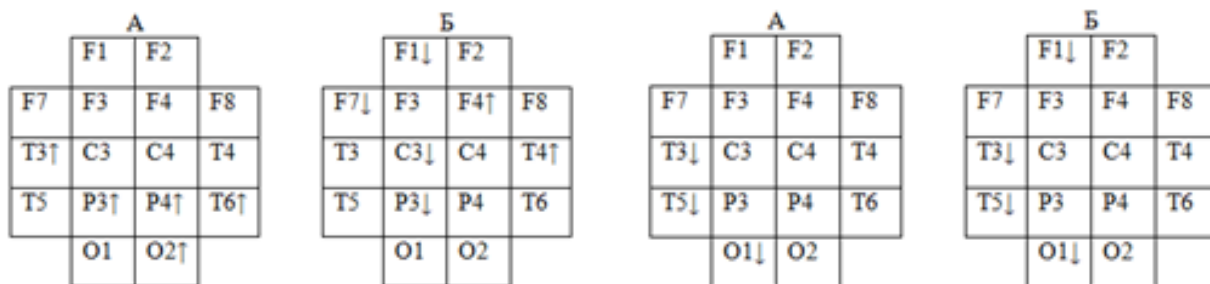 А Б А Б
F1 F2 F1↓ F2 F1 F2 F1↓ F2
F7 F3 F4 F8 F7↓ F3 F4↑ F8 F7 F3 F4 F8 F7 F3 F4 F8
T3↑ C3 C4 T4 T3 C3↓ C4 T4↑ T3↓ C3 C4 T4 T3↓ C3 C4 T4
T5 P3↑ P4↑ T6↑ T5 P3↓ P4 T6 T5↓ P3 P4 T6 T5↓ P3 P4 T6
O1 O2↑ O1 O2 O1↓ O2 O1↓ O2